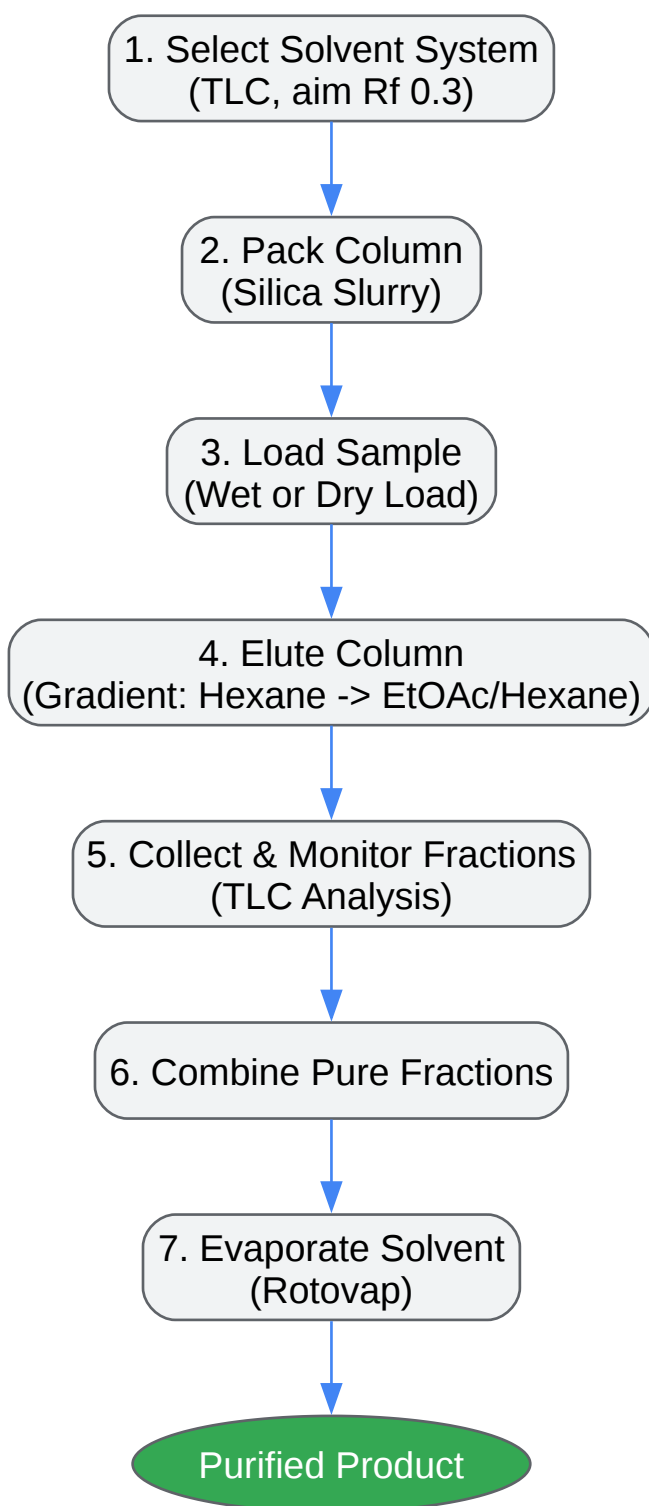 1. Select Solvent System
(TLC, aim Rf 0.3)
2. Pack Column
(Silica Slurry)
3. Load Sample
(Wet or Dry Load)
4. Elute Column
(Gradient: Hexane -> EtOAc/Hexane)
5. Collect & Monitor Fractions
(TLC Analysis)
6. Combine Pure Fractions
7. Evaporate Solvent
(Rotovap)
Purified Product